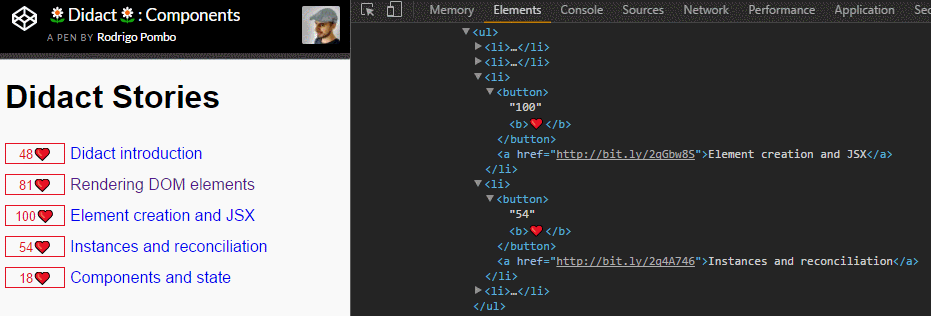 🌼Didact🌼: Components
A PEN BY Rodrigo Pombo
Didact Stories
48❤ Didact introduction
81❤ Rendering DOM elements
100❤ Element creation and JSX
54❤ Instances and reconciliation
18❤ Components and state
Memory Elements Console Sources Network Performance Application Sec
▼<ul>
▶<li>…</li>
▶<li>…</li>
▼<li>
▼<button>
"100"
<b>❤</b>
</button>
<a href="http://bit.ly/2qGbw8S">Element creation and JSX</a>
</li>
▼<li>
▼<button>
"54"
<b>❤</b>
</button>
<a href="http://bit.ly/2q4A746">Instances and reconciliation</a>
</li>
▶<li>…</li>
</ul>